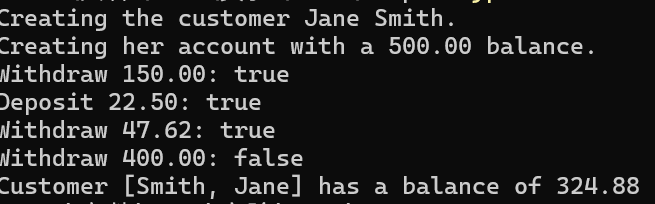 Creating the customer Jane Smith.
Creating her account with a 500.00 balance.
Withdraw 150.00: true
Deposit 22.50: true
Withdraw 47.62: true
Withdraw 400.00: false
Customer [Smith, Jane] has a balance of 324.88